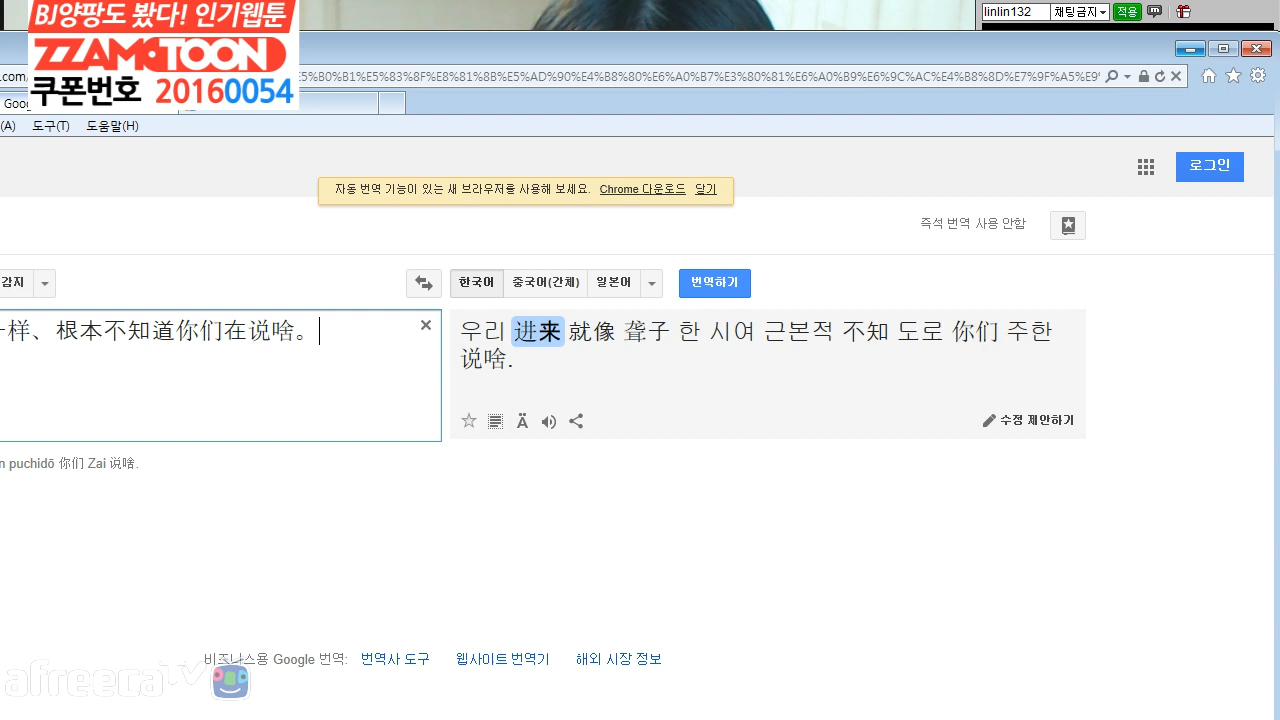 BJ양팡도 봤다! 인기웹툰
ZZAM•TOON
쿠폰번호 20160054
linlin132
채팅금지
적용
도구(T)
도움말(H)
로그인
자동 번역 기능이 있는 새 브라우저를 사용해 보세요. Chrome 다운로드 닫기
즉석 번역 사용 안함
감지
한국어
중국어(간체)
일본어
번역하기
样、根本不知道你们在说啥。
우리 进来 就像 聋子 한 시여 근본적 不知 도로 你们 주한
说啥.
수정 제안하기
puchidō 你们 Zai 说啥.
비즈니스용 Google 번역:
번역사 도구
웹사이트 번역기
해외 시장 정보
afreecaTV